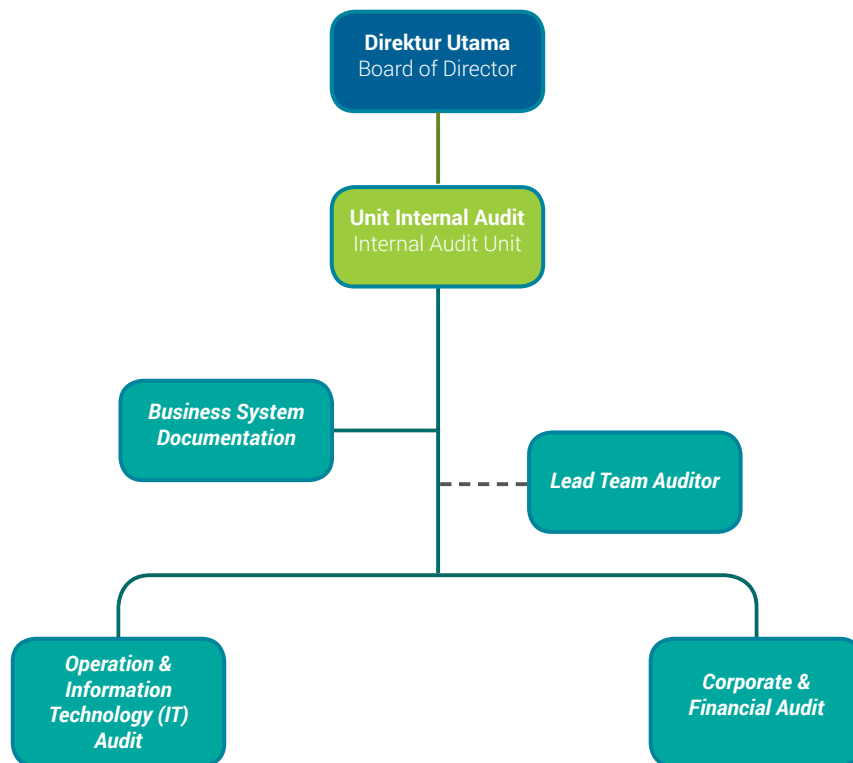 Direktur Utama
Board of Director
Unit Internal Audit
Internal Audit Unit
Business System
Documentation
Lead Team Auditor
Operation &
Information
Technology (IT)
Audit
Corporate &
Financial Audit